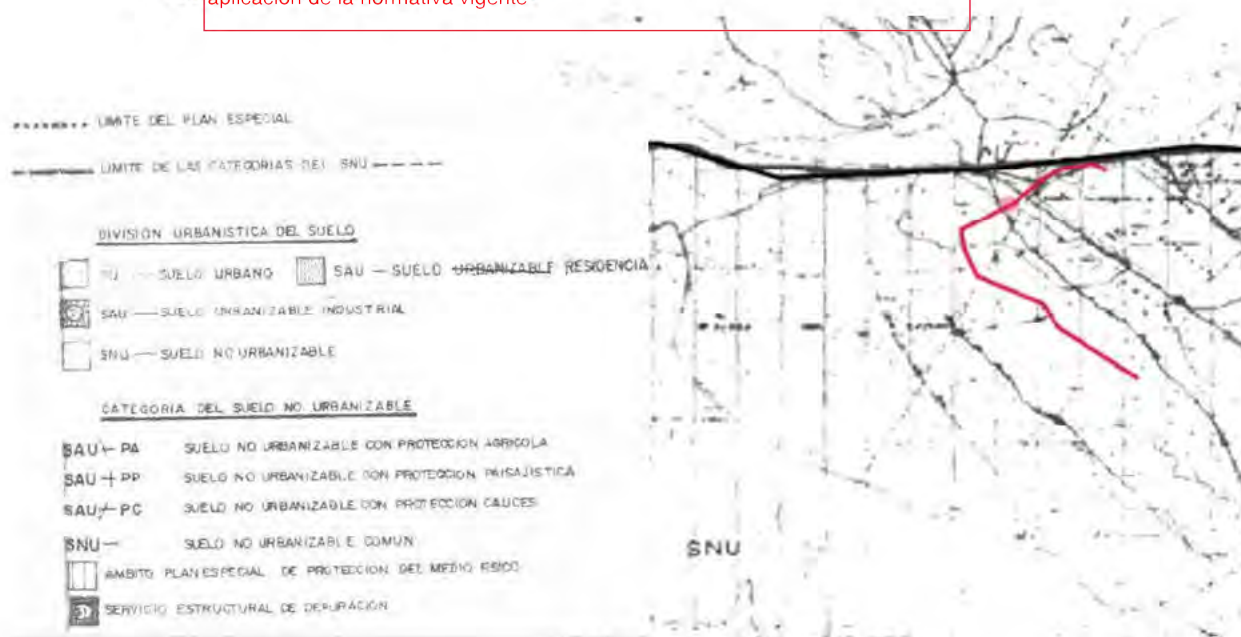 aplicación de la normativa vigente
LIMITE DEL PLAN ESPECIAL
LIMITE DE LAS CATEGORIAS DEL SNU
DIVISION URBANISTICA DEL SUELO
SUELO URBANO
SAU — SUELO URBANIZABLE RESIDENCIA
SAU — SUELO URBANIZABLE INDUSTRIAL
SNU — SUELO NO URBANIZABLE
CATEGORIA DEL SUELO NO URBANIZABLE
SAU — PA SUELO NO URBANIZABLE CON PROTECCION AGRICOLA
SAU — PP SUELO NO URBANIZABLE CON PROTECCION PAISAJISTICA
SAU — PC SUELO NO URBANIZABLE CON PROTECCION CAUCES
SNU — SUELO NO URBANIZABLE COMUN
AMBITO PLAN ESPECIAL DE PROTECCION DEL MEDIO FISICO
SERVICIO ESTRUCTURAL DE DEPURACION
SNU